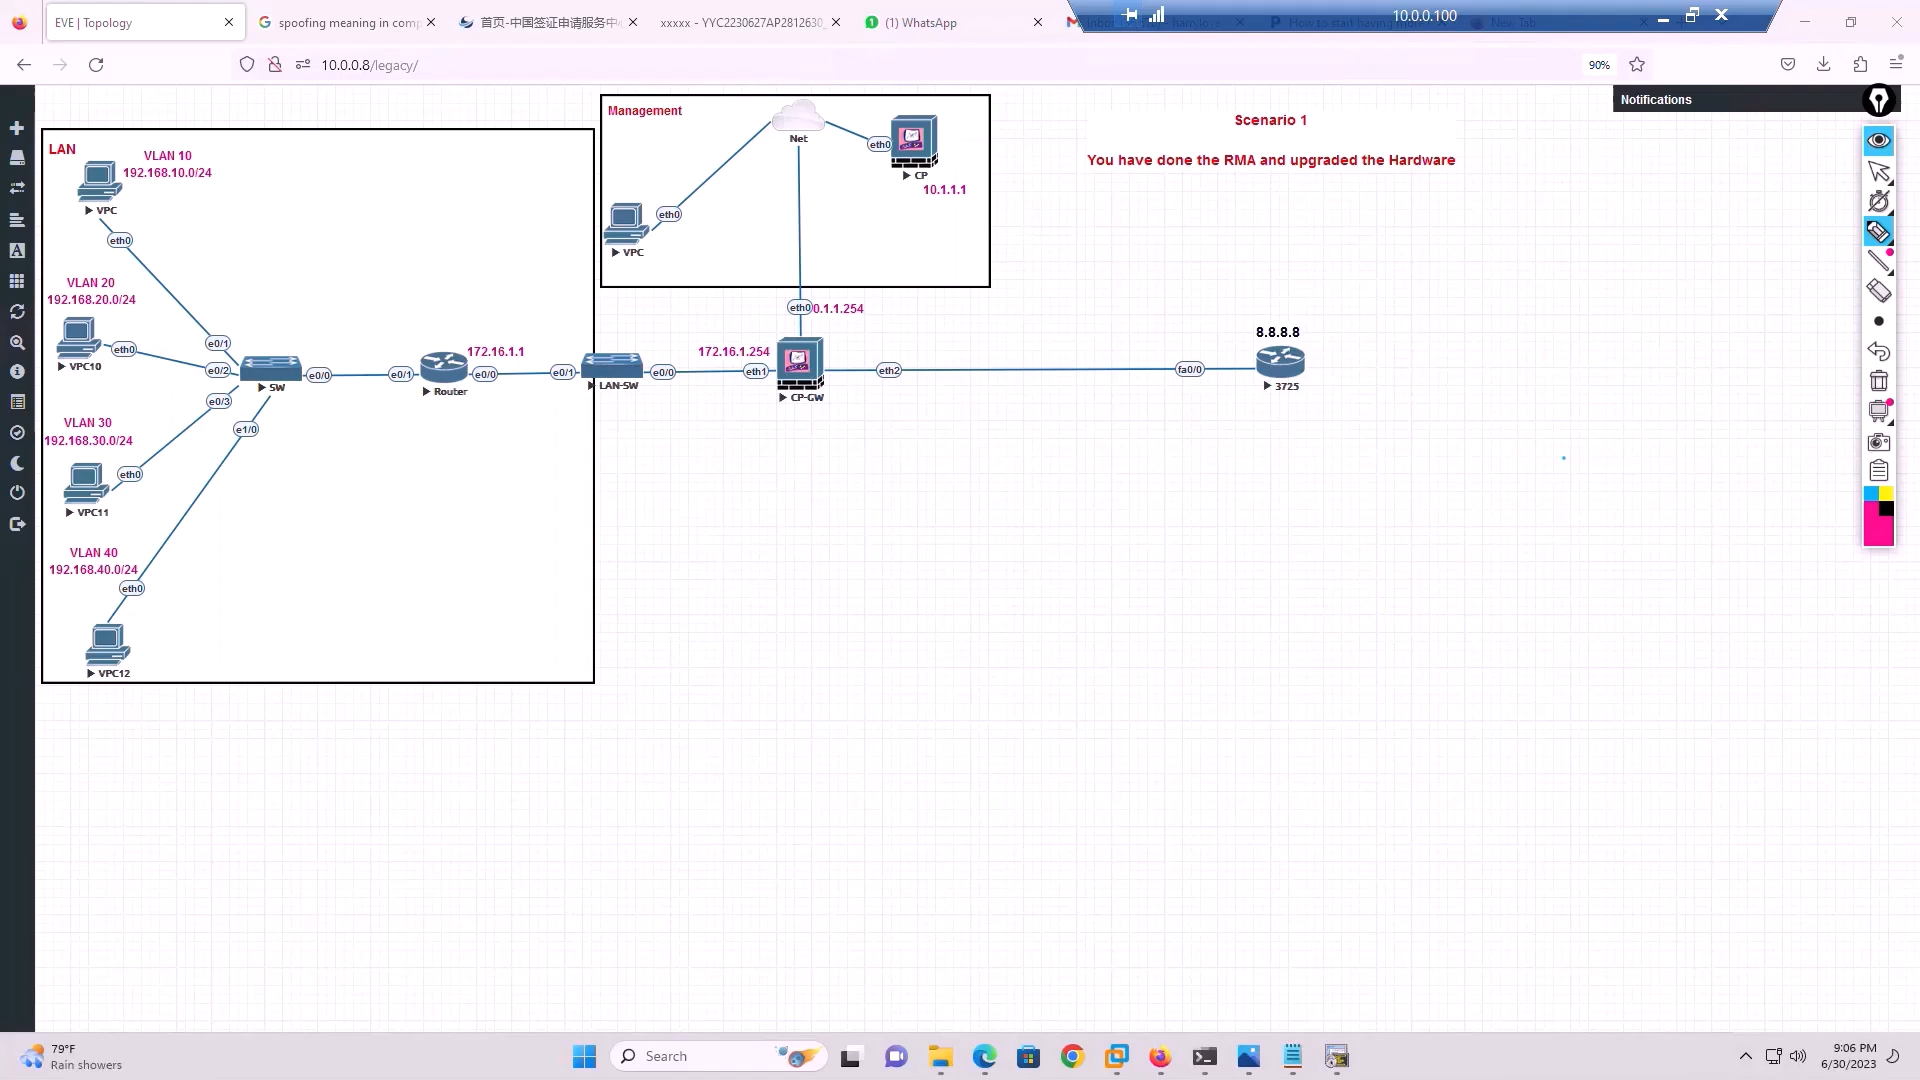 EVE | Topology
spoofing meaning in comp
首页-中国签证申请服务中
xxxxx - YYC2230627AP2812630_
(1) WhatsApp
10.0.0.100
10.0.0.8/legacy/
90%
Notifications
Management
Net
eth0
CP
10.1.1.1
eth0
VPC
Scenario 1
You have done the RMA and upgraded the Hardware
LAN
VLAN 10
192.168.10.0/24
VPC
eth0
VLAN 20
192.168.20.0/24
eth0
VPC10
e0/1
e0/2
SW
e0/0
e0/3
e1/0
e0/1
172.16.1.1
Router
e0/0
e0/1
LAN-SW
e0/0
eth0
0.1.1.254
172.16.1.254
eth1
CP-GW
eth2
fa0/0
8.8.8.8
3725
VLAN 30
192.168.30.0/24
eth0
VPC11
VLAN 40
192.168.40.0/24
eth0
VPC12
79°F
Rain showers
Search
9:06 PM
6/30/2023